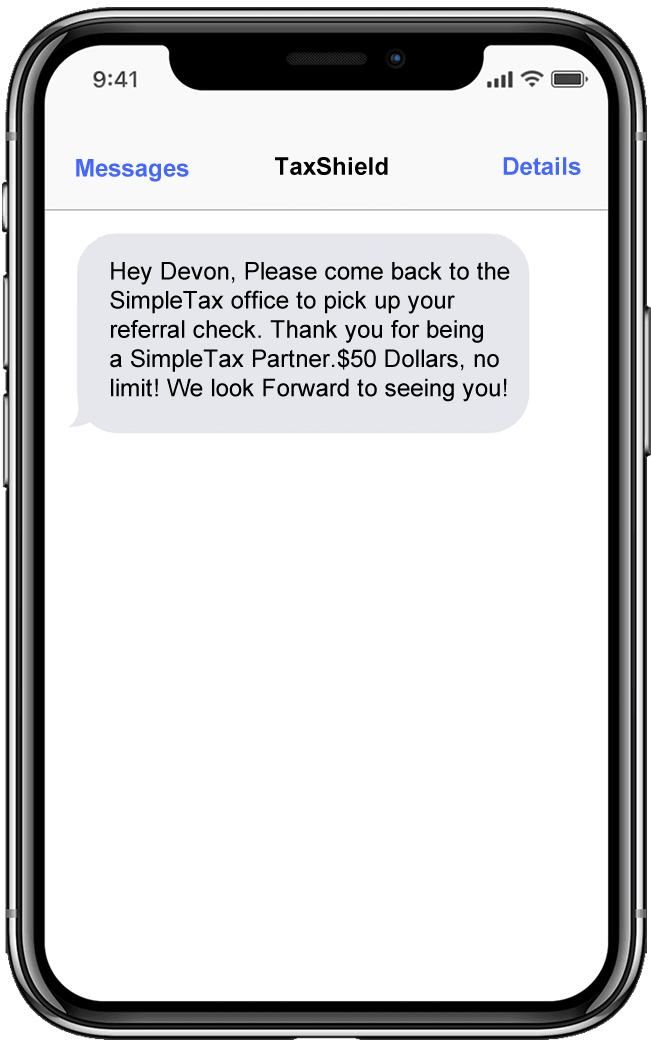 9:41
Messages TaxShield Details
Hey Devon, Please come back to the
SimpleTax office to pick up your
referral check. Thank you for being
a SimpleTax Partner.$50 Dollars, no
limit! We look Forward to seeing you!